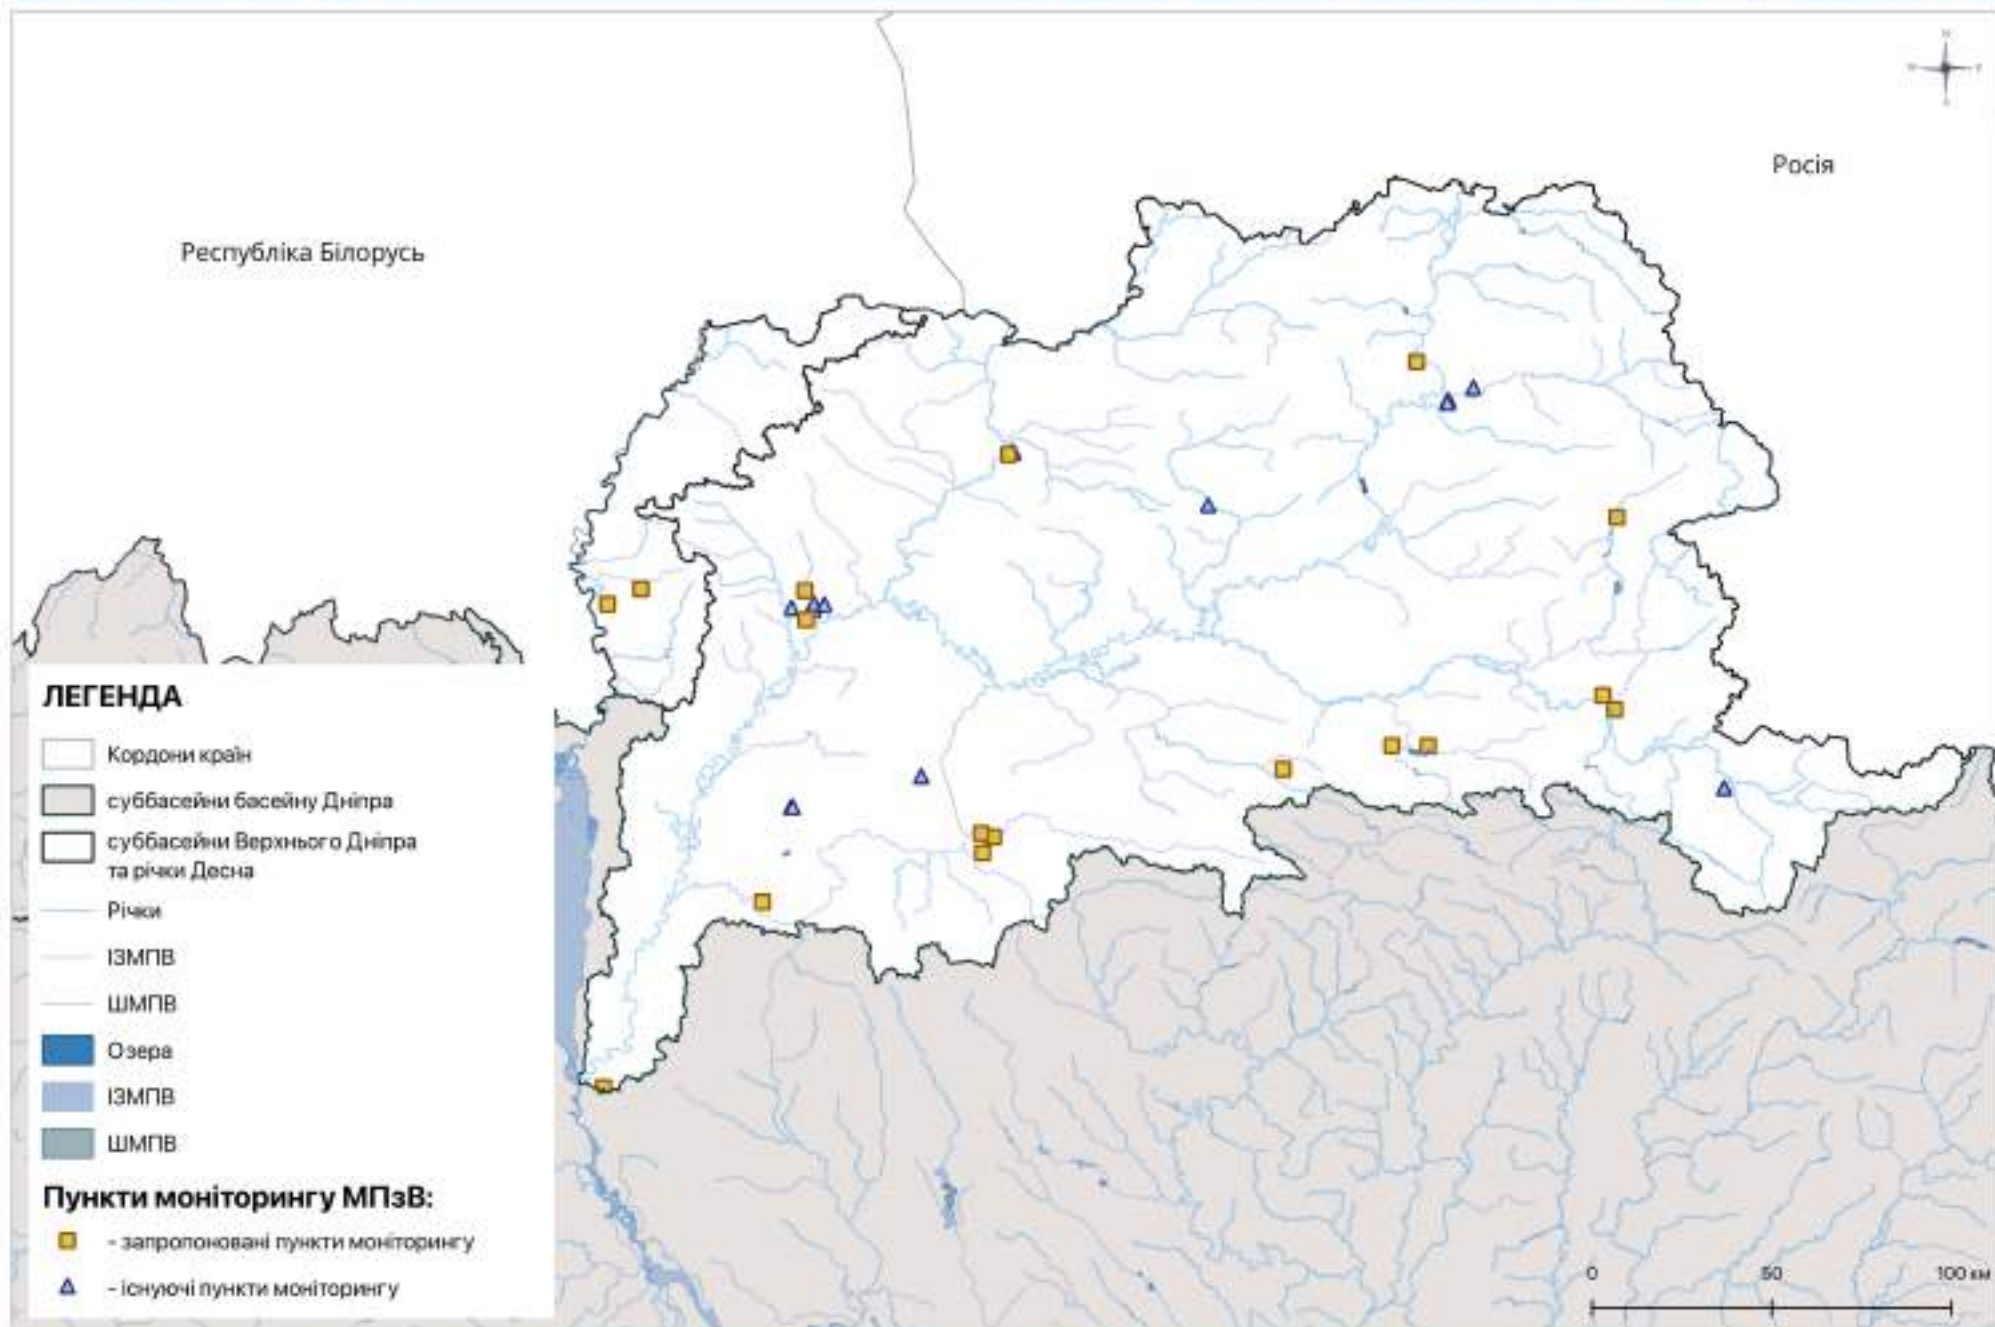 Росія
Республіка Білорусь
ЛЕГЕНДА
Кордони країн
суббасейни басейну Дніпра
суббасейни Верхнього Дніпра
та річки Десна
Річки
ІЗМПВ
ШМПВ
Озера
ІЗМПВ
ШМПВ
Пункти моніторингу МПзВ:
- запропоновані пункти моніторингу
- існуючі пункти моніторингу
0 50 100 км